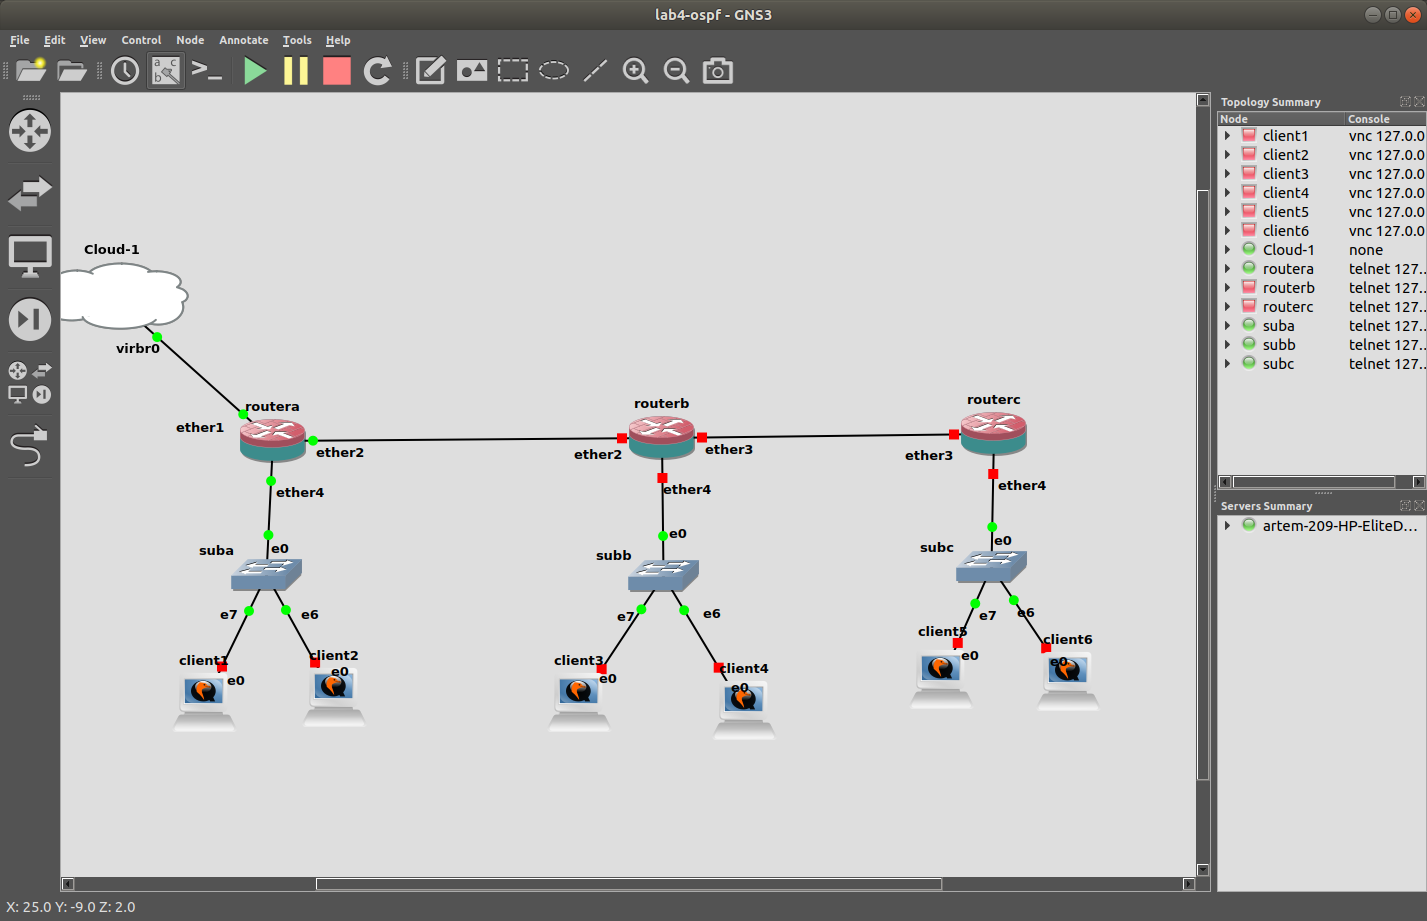 lab4-ospf - GNS3
File Edit View Control Node Annotate Tools Help
Topology Summary
Node Console
client1 vnc 127.0.0
client2 vnc 127.0.0
client3 vnc 127.0.0
client4 vnc 127.0.0
client5 vnc 127.0.0
client6 vnc 127.0.0
Cloud-1 none
routera telnet 127...
routerb telnet 127...
routerc telnet 127...
suba telnet 127...
subb telnet 127...
subc telnet 127...
Servers Summary
artem-209-HP-EliteD...
Cloud-1
virbr0
routera
ether1
ether2
ether4
routerb
ether2
ether3
ether4
routerc
ether3
ether4
suba
e0
e7
e6
client1
e0
client2
e0
subb
e0
e7
e6
client3
e0
client4
e0
subc
e0
e7
e6
client5
e0
client6
e0
X: 25.0 Y: -9.0 Z: 2.0